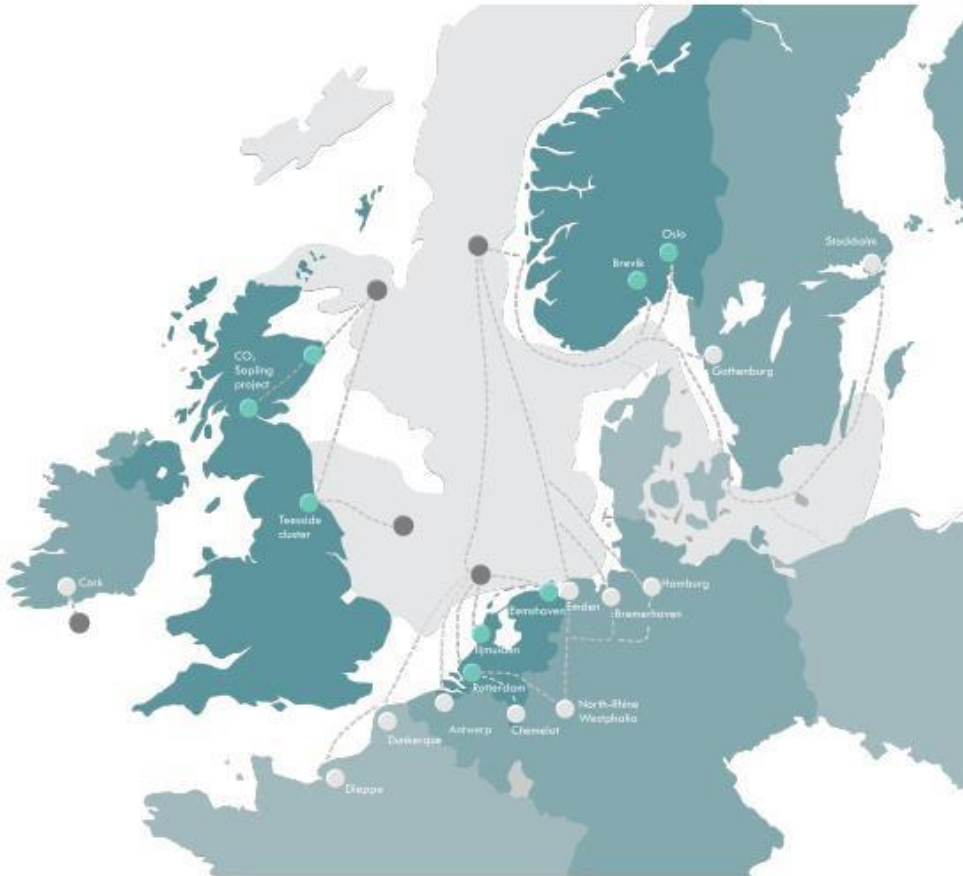 Oslo
Stockholm
Brevik
CO₂
Sapling
project
Gothenburg
Teesside
cluster
Cork
Eemshaven
Emden
Hamburg
Bremerhaven
Ijmuiden
Rotterdam
North-Rhine
Westphalia
Antwerp
Chemelot
Dunkerque
Dieppe